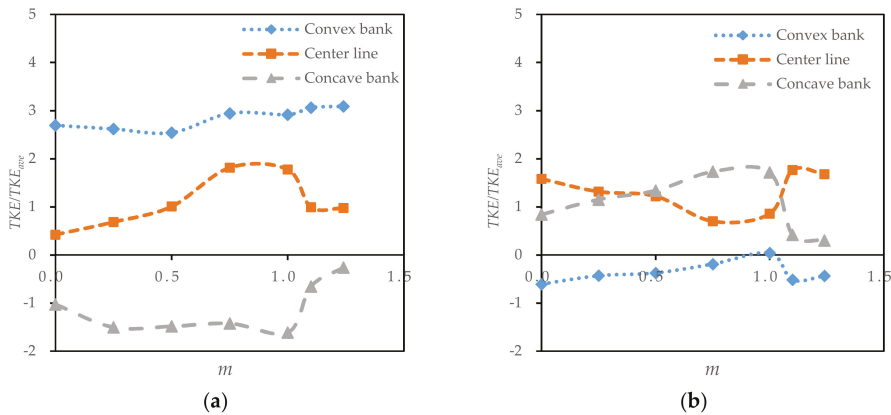 5
4
3
2
1
0
-1
-2
TKE/TKEave
0.0
0.5
1.0
1.5
m
Convex bank
Center line
Concave bank
(a)
5
4
3
2
1
0
-1
-2
TKE/TKEave
0.0
0.5
1.0
1.5
m
Convex bank
Center line
Concave bank
(b)